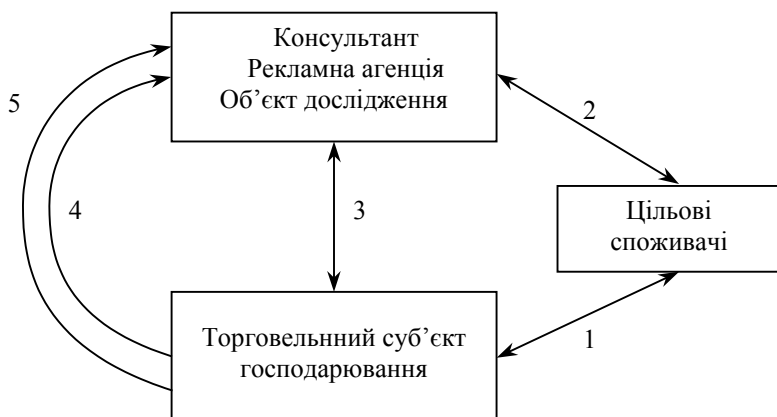 Консультант
Рекламна агенція
Об’єкт дослідження
5
2
4
3
Цільові
споживачі
Торговельнний суб’єкт
господарювання
1